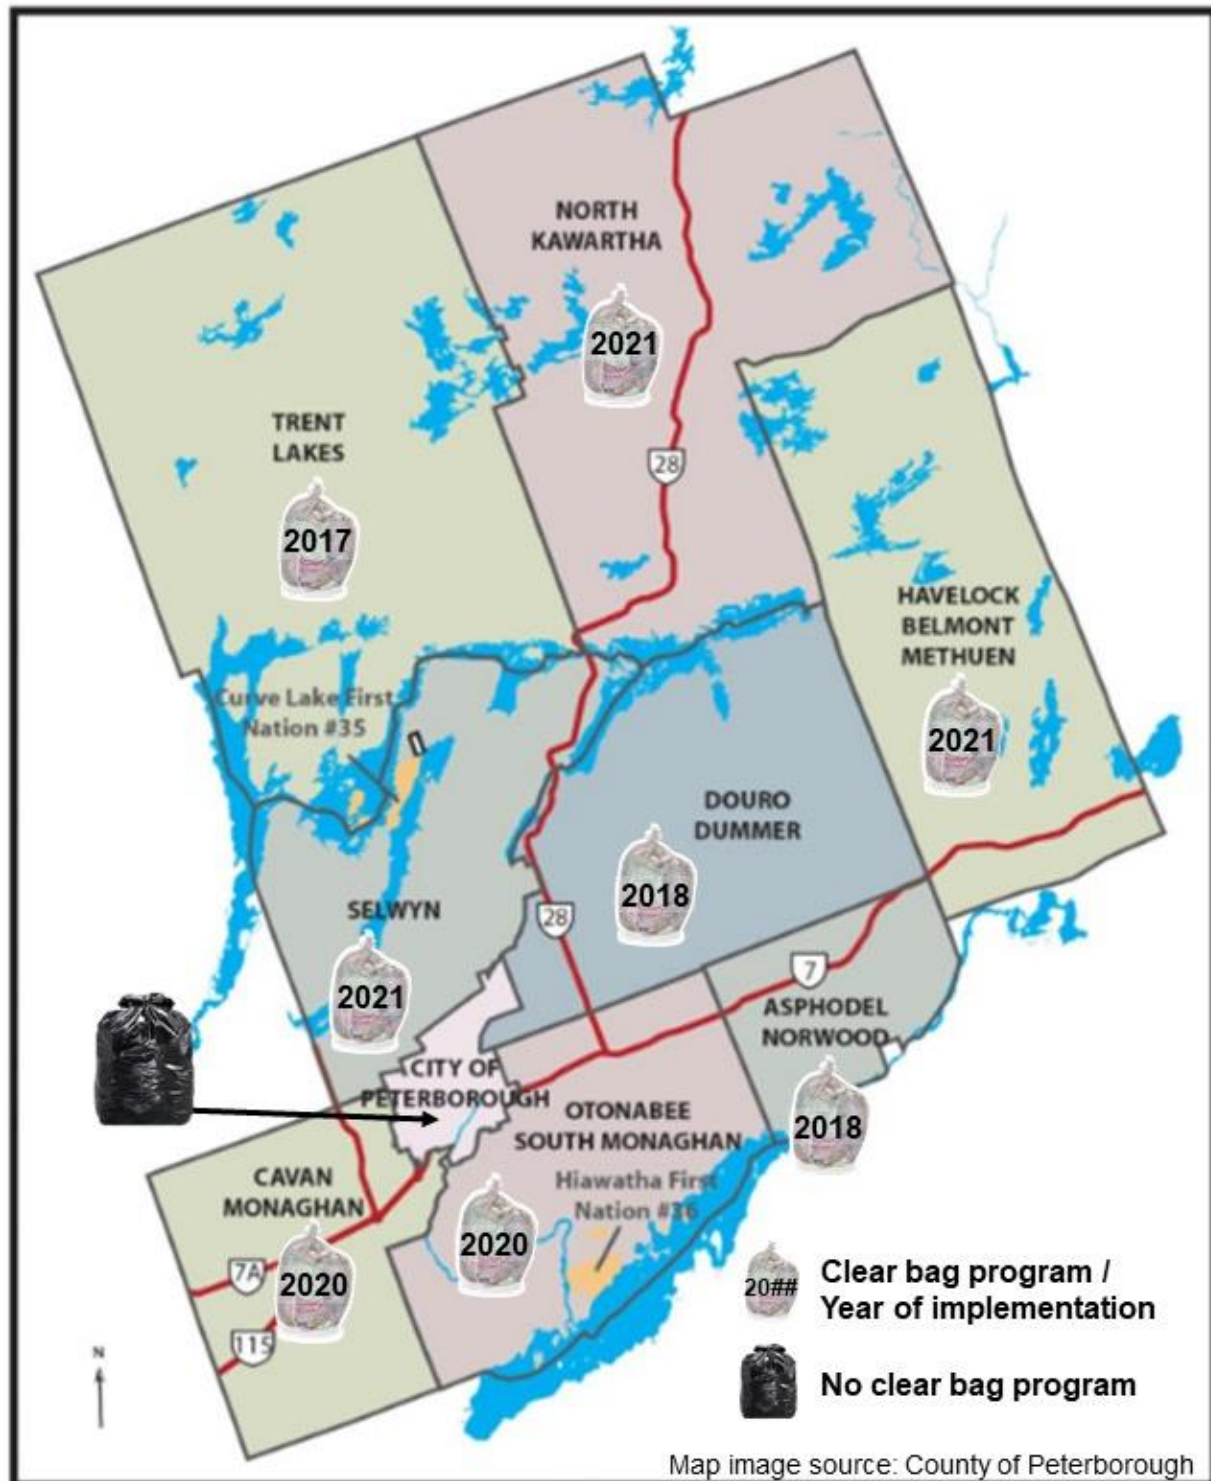 NORTH
KAWARTHA
2021
28
TRENT
LAKES
2017
HAVELOCK
BELMONT
METHUEN
2021
Curve Lake First
Nation #35
DOURO
DUMMER
2018
SELWYN
28
2021
7
ASPHODEL
NORWOOD
2018
CITY OF
PETERBOROUGH
OTONABEE
SOUTH MONAGHAN
Hiawatha First
Nation #36
2020
CAVAN
MONAGHAN
7A
2020
115
N
20##
Clear bag program /
Year of implementation
No clear bag program
Map image source: County of Peterborough